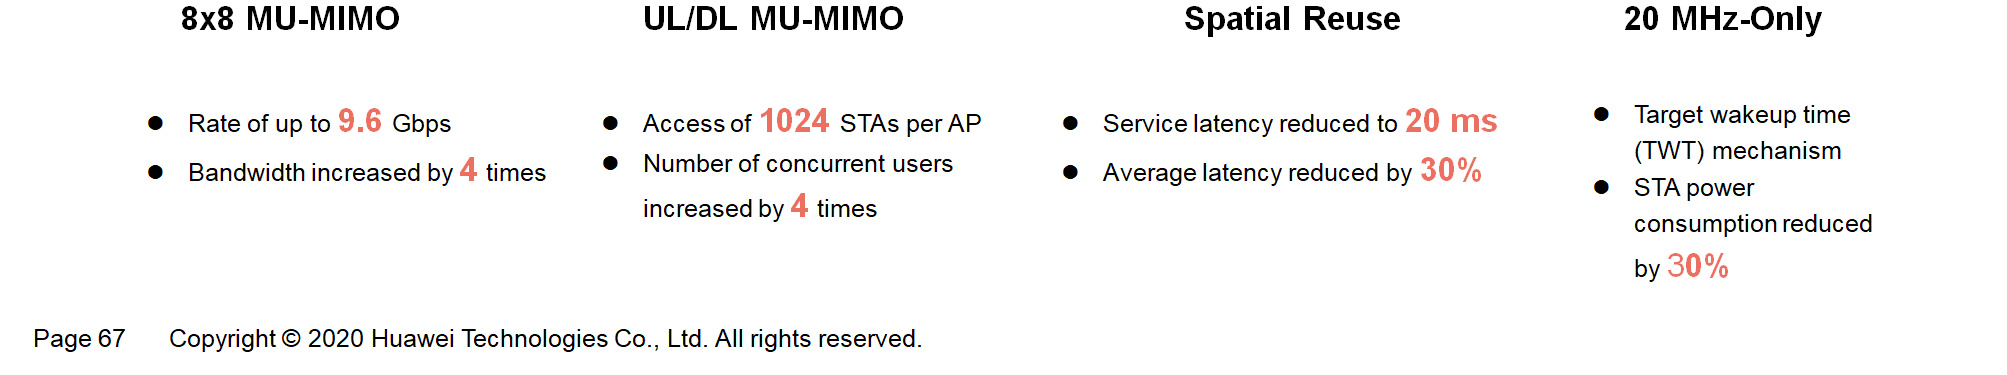 8x8 MU-MIMO
UL/DL MU-MIMO
Spatial Reuse
20 MHz-Only
● Rate of up to 9.6 Gbps
● Bandwidth increased by 4 times
● Access of 1024 STAs per AP
● Number of concurrent users
increased by 4 times
● Service latency reduced to 20 ms
● Average latency reduced by 30%
● Target wakeup time
(TWT) mechanism
● STA power
consumption reduced
by 30%
Page 67 Copyright © 2020 Huawei Technologies Co., Ltd. All rights reserved.